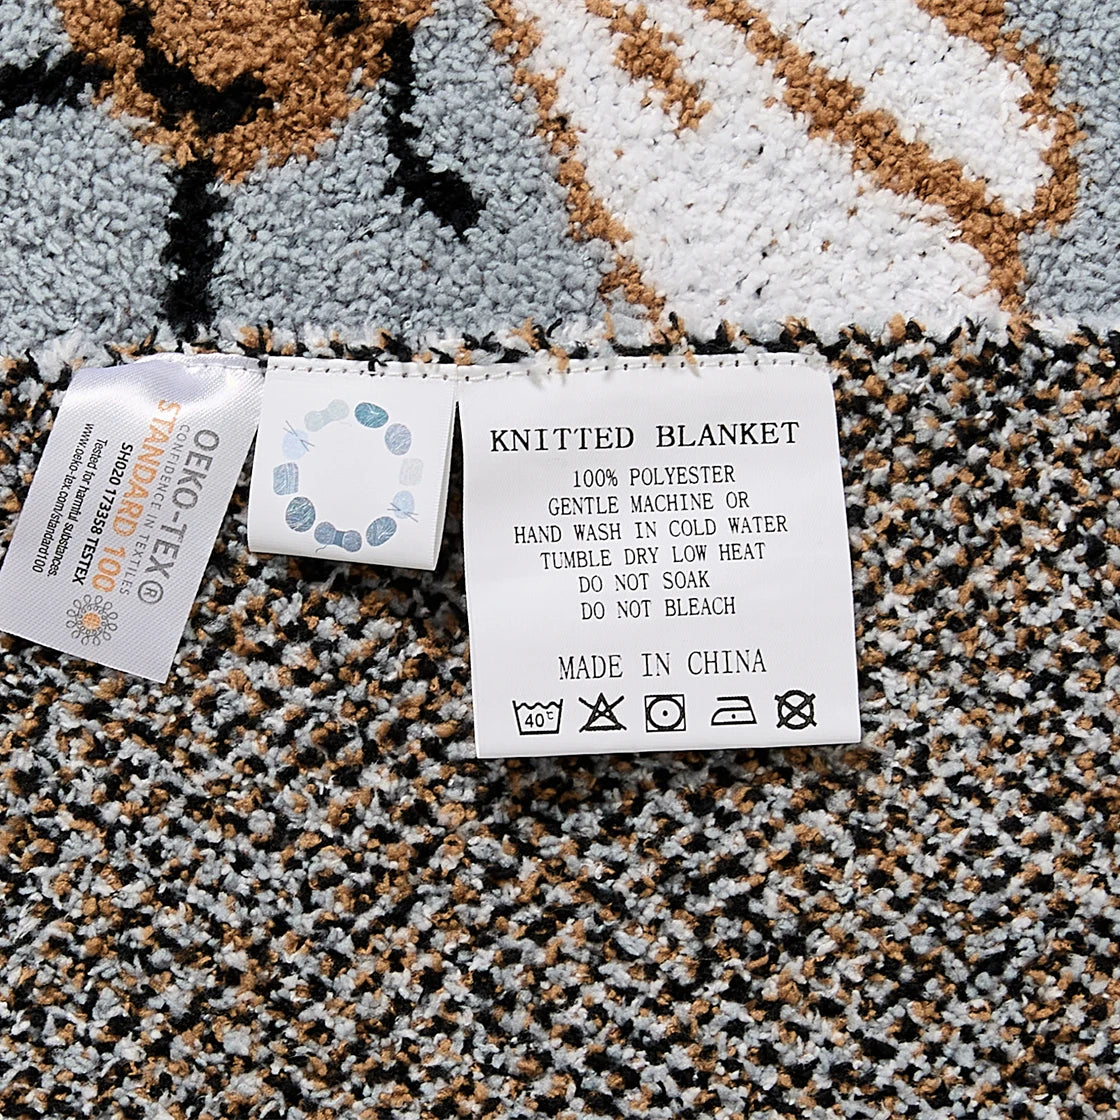 OEKO-TEX®
CONFIDENCE IN TEXTILES
STANDARD 100
SH020 173358 TESTEX
Tested for harmful substances.
www.oeko-tex.com/standard100
KNITTED BLANKET
100% POLYESTER
GENTLE MACHINE OR
HAND WASH IN COLD WATER
TUMBLE DRY LOW HEAT
DO NOT SOAK
DO NOT BLEACH
MADE IN CHINA
40℃